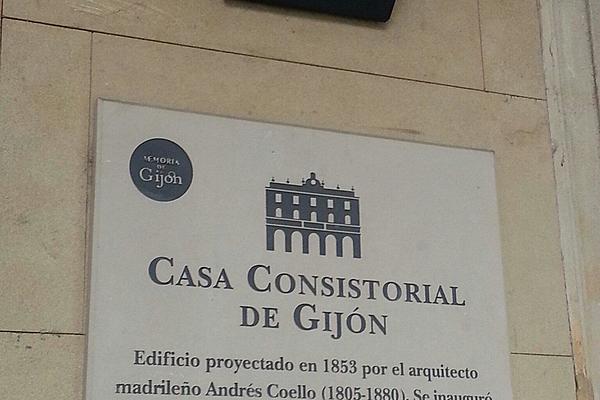 MEMORIA
DE
Gijón
CASA CONSISTORIAL
DE GIJÓN
Edificio proyectado en 1853 por el arquitecto
madrileño Andrés Coello (1805-1880). Se inauguró